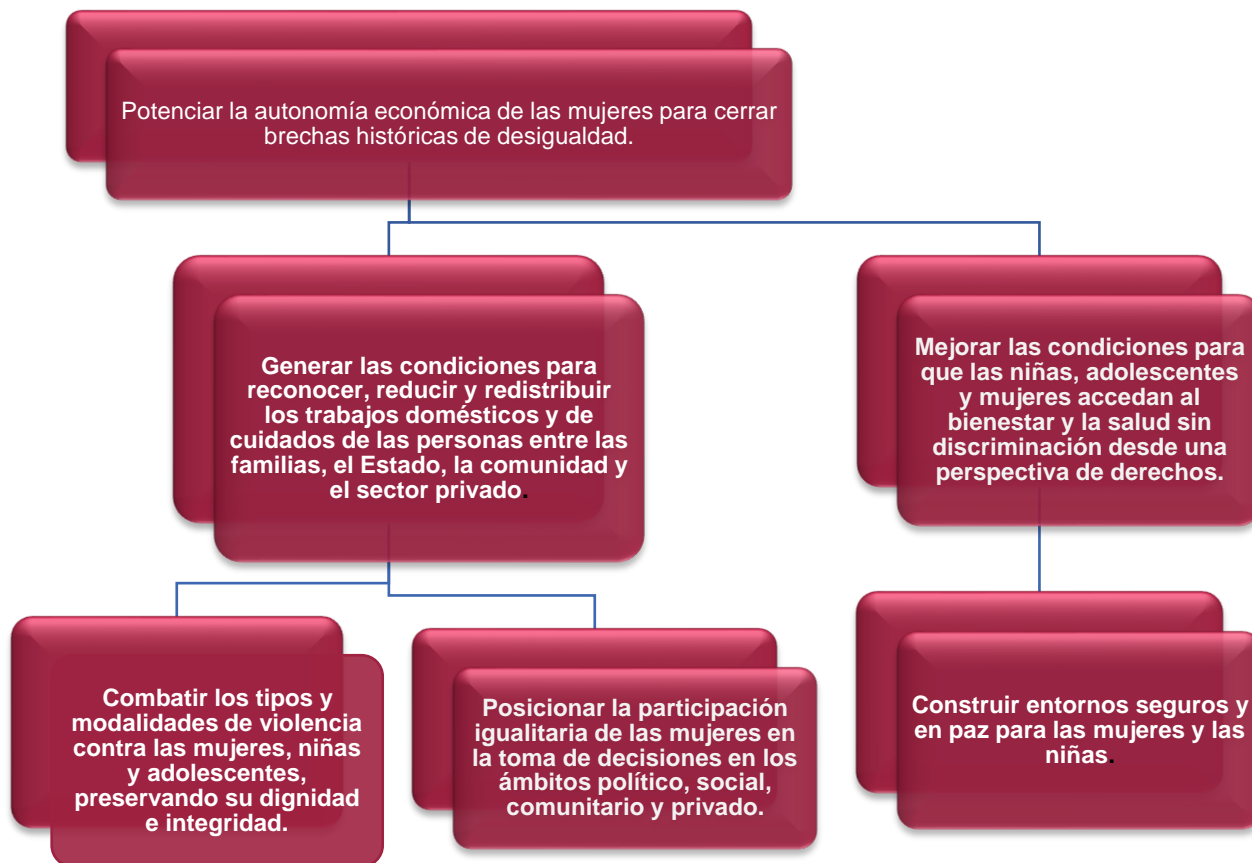 Potenciar la autonomía económica de las mujeres para cerrar
brechas históricas de desigualdad.
Generar las condiciones para
reconocer, reducir y redistribuir
los trabajos domésticos y de
cuidados de las personas entre las
familias, el Estado, la comunidad y
el sector privado.
Mejorar las condiciones para
que las niñas, adolescentes
y mujeres accedan al
bienestar y la salud sin
discriminación desde una
perspectiva de derechos.
Combatir los tipos y
modalidades de violencia
contra las mujeres, niñas
y adolescentes,
preservando su dignidad
e integridad.
Posicionar la participación
igualitaria de las mujeres en
la toma de decisiones en los
ámbitos político, social,
comunitario y privado.
Construir entornos seguros y
en paz para las mujeres y las
niñas.